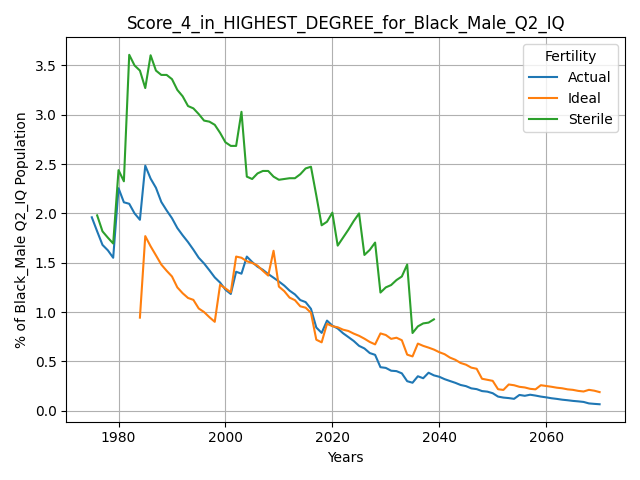 Score_4_in_HIGHEST_DEGREE_for_Black_Male_Q2_IQ
Fertility
Actual
Ideal
Sterile
% of Black_Male Q2_IQ Population
3.5
3.0
2.5
2.0
1.5
1.0
0.5
0.0
1980 2000 2020 2040 2060
Years